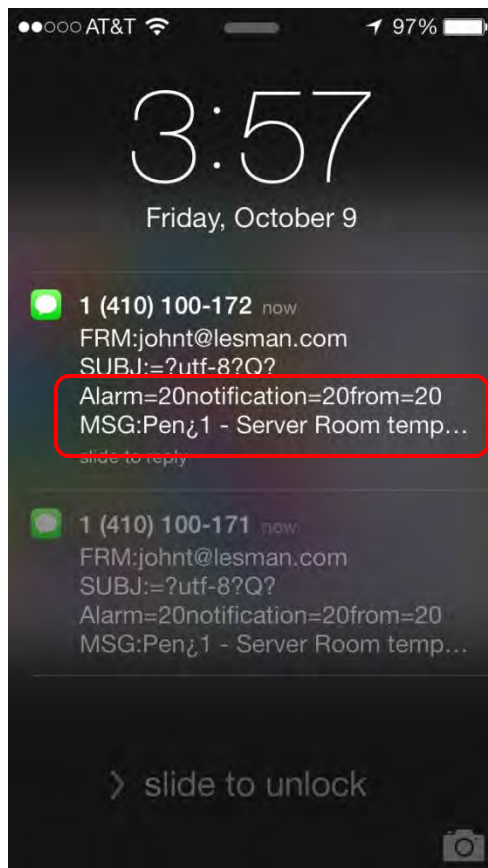 AT&T 97%
3:57
Friday, October 9
1 (410) 100-172 now
FRM:johnt@lesman.com
SUBJ:=?utf-8?Q?
Alarm=20notification=20from=20
MSG:Pen¿1 - Server Room temp...
slide to reply
1 (410) 100-171 now
FRM:johnt@lesman.com
SUBJ:=?utf-8?Q?
Alarm=20notification=20from=20
MSG:Pen¿1 - Server Room temp...
> slide to unlock